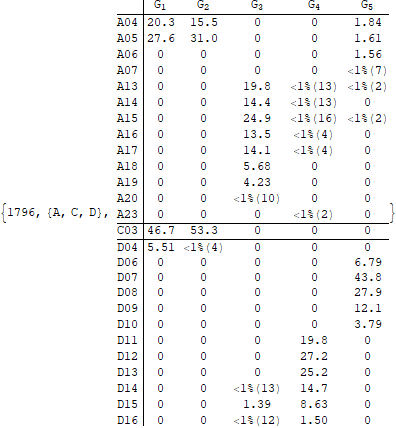 G1 G2 G3 G4 G5
A04 20.3 15.5 0 0 1.84
A05 27.6 31.0 0 0 1.61
A06 0 0 0 0 1.56
A07 0 0 0 0 <1%(7)
A13 0 0 19.8 <1%(13) <1%(2)
A14 0 0 14.4 <1%(13) 0
A15 0 0 24.9 <1%(16) <1%(2)
A16 0 0 13.5 <1%(4) 0
A17 0 0 14.1 <1%(4) 0
A18 0 0 5.68 0 0
A19 0 0 4.23 0 0
A20 0 0 <1%(10) 0 0
{1796, {A, C, D}, A23 0 0 0 <1%(2) 0 }
C03 46.7 53.3 0 0 0
D04 5.51 <1%(4) 0 0 0
D06 0 0 0 0 6.79
D07 0 0 0 0 43.8
D08 0 0 0 0 27.9
D09 0 0 0 0 12.1
D10 0 0 0 0 3.79
D11 0 0 0 19.8 0
D12 0 0 0 27.2 0
D13 0 0 0 25.2 0
D14 0 0 <1%(13) 14.7 0
D15 0 0 1.39 8.63 0
D16 0 0 <1%(12) 1.50 0